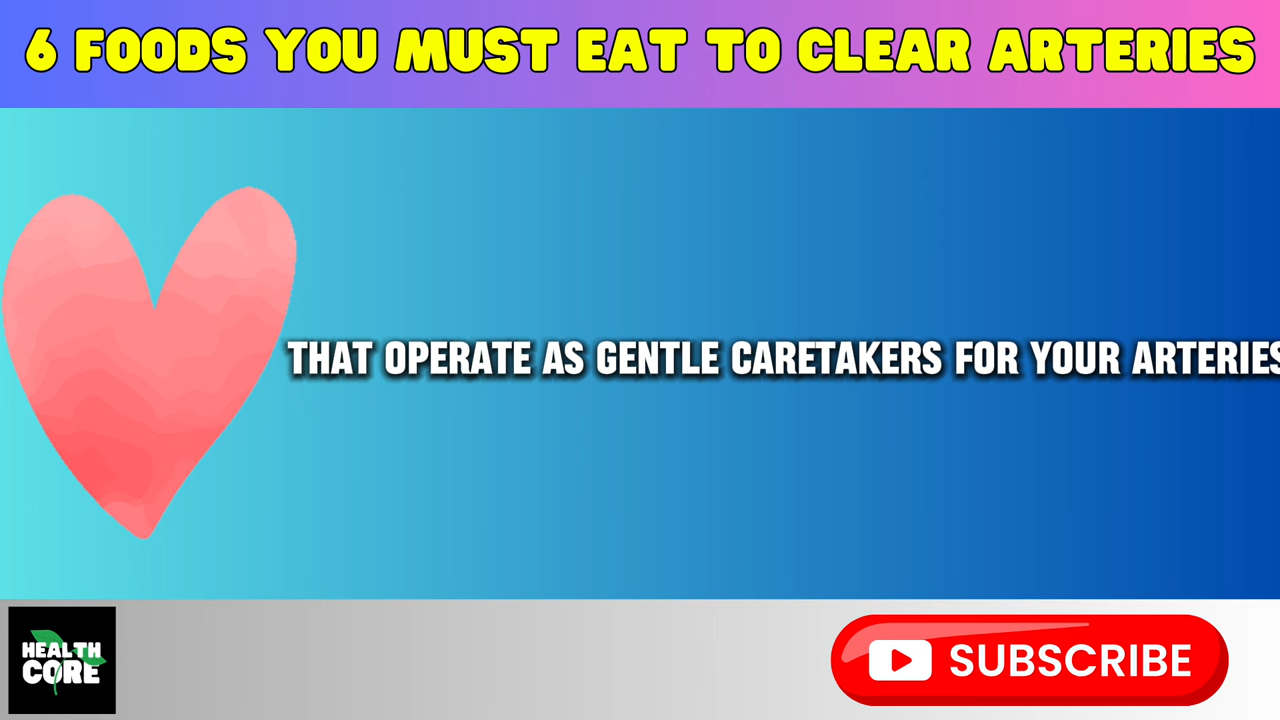 6 FOODS YOU MUST EAT TO CLEAR ARTERIES
THAT OPERATE AS GENTLE CARETAKERS FOR YOUR ARTERIES
HEALTH
CORE
SUBSCRIBE